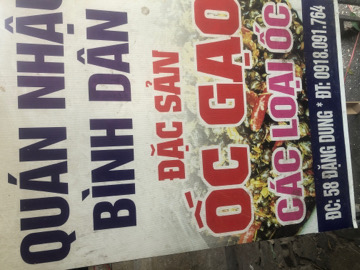 QUÁN NHẬU
BÌNH DÂN
ĐẶC SẢN
ỐC GẠO
CÁC LOẠI ỐC
ĐC: 58 ĐẶNG DUNG * ĐT: 0918.091.764